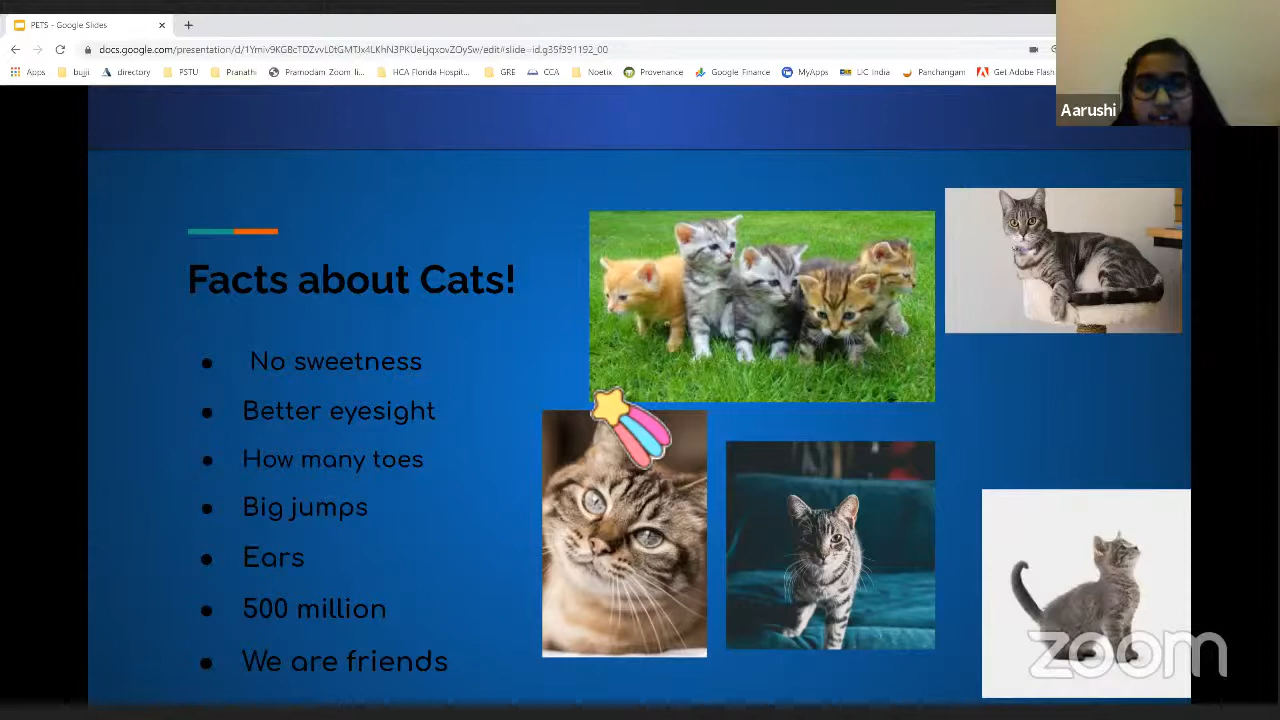 PETS - Google Slides
docs.google.com/presentation/d/1Ymiv9KGBcTDZvvL0tGMTJx4LKhN3PKUeLjqxovZOySw/edit#slide=id.g35f391192_00
Apps bujji directory PSTU Pranathi Pramodam Zoom li... HCA Florida Hospit... GRE CCA Noetix Provenance Google Finance MyApps LIC India Panchangam Get Adobe Flash
Aarushi
Facts about Cats!
No sweetness
Better eyesight
How many toes
Big jumps
Ears
500 million
We are friends
zoom